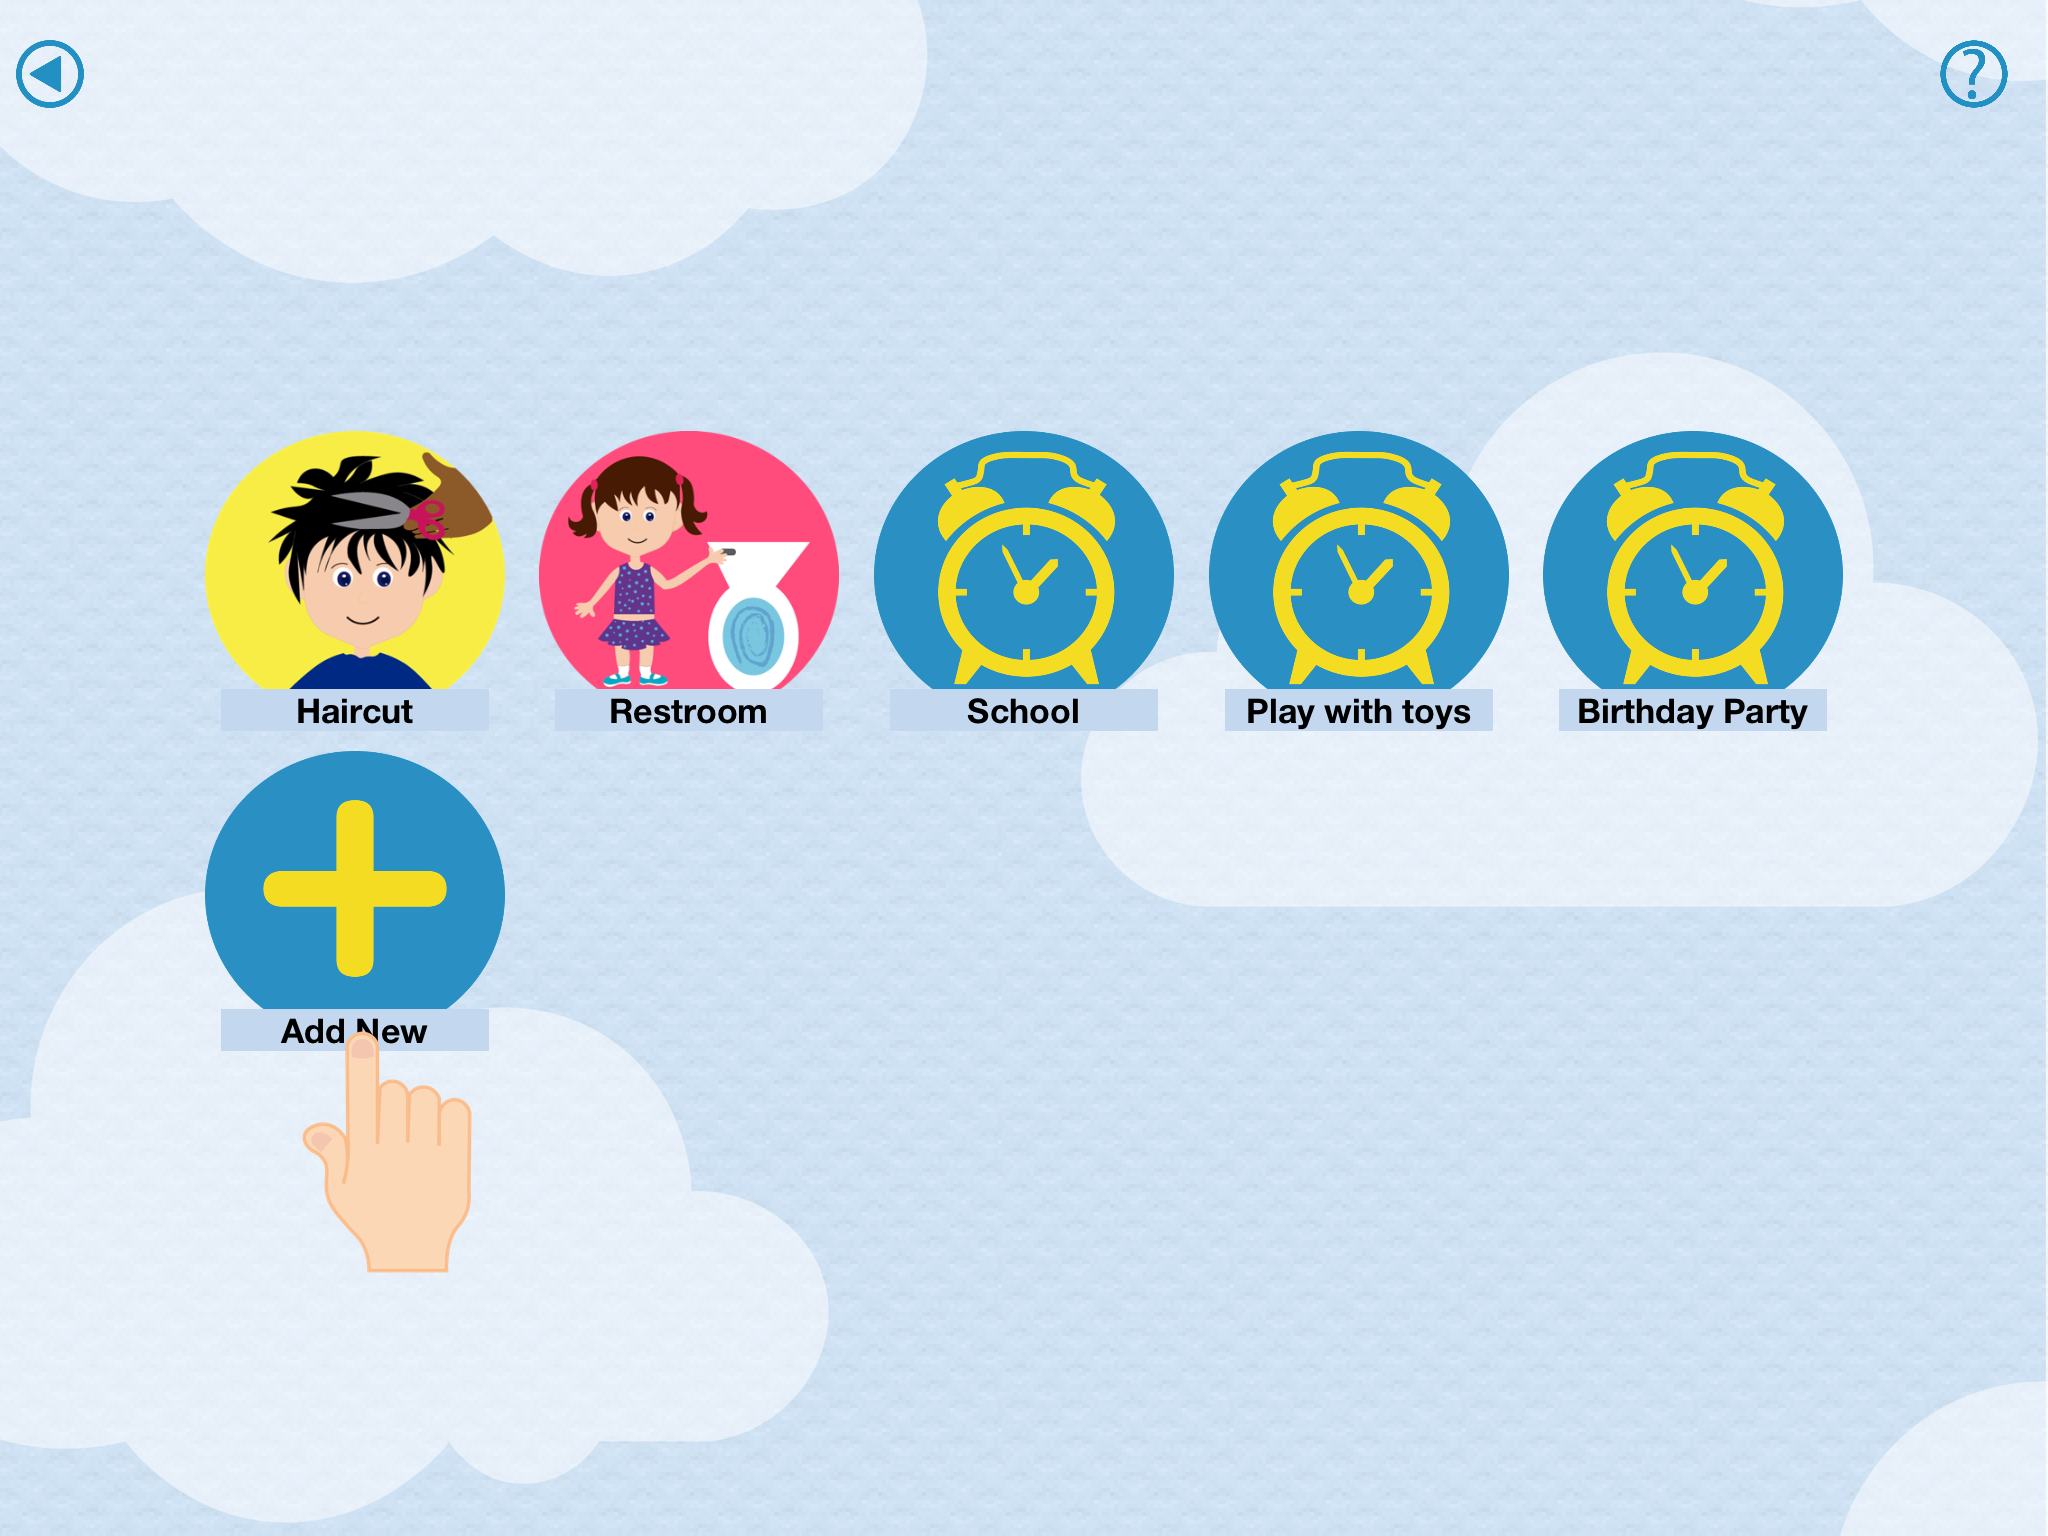 ?
Haircut
Restroom
School
Play with toys
Birthday Party
Add New